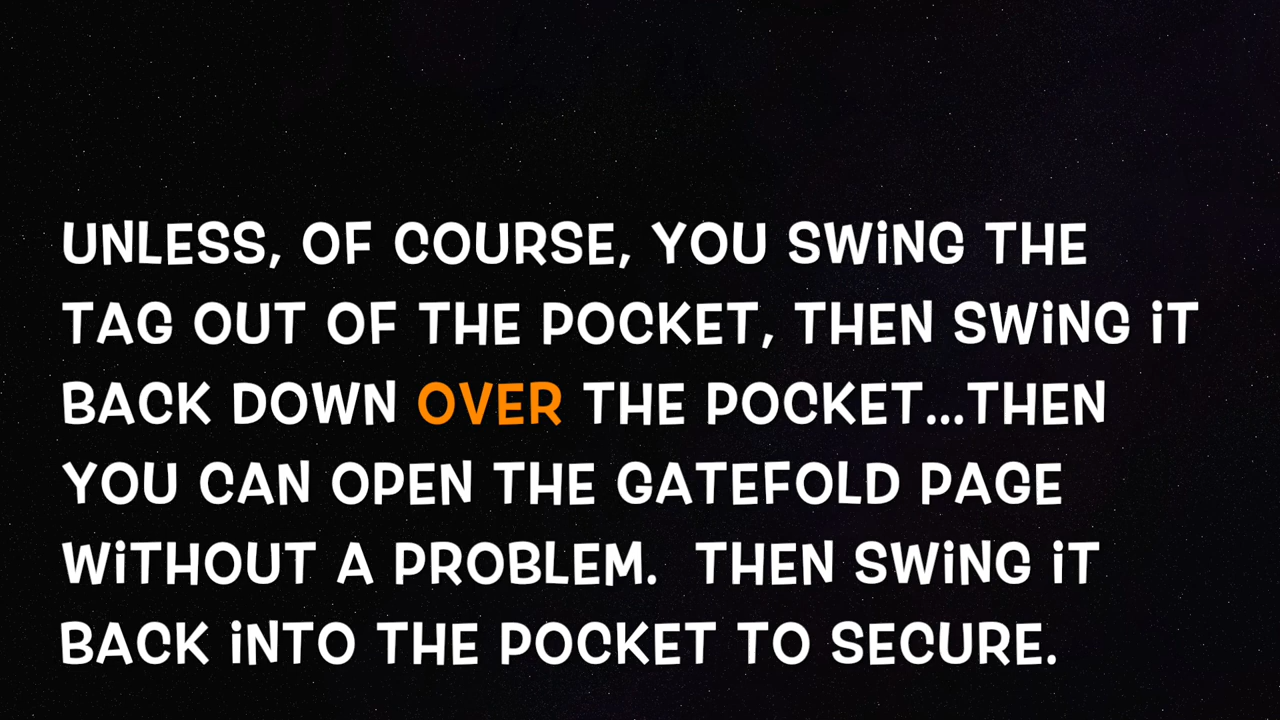 UNLESS, OF COURSE, YOU SWiNG THE
TAG OUT OF THE POCKET, THEN SWiNG iT
BACK DOWN OVER THE POCKET...THEN
YOU CAN OPEN THE GATEFOLD PAGE
WiTHOUT A PROBLEM.  THEN SWiNG iT
BACK iNTO THE POCKET TO SECURE.